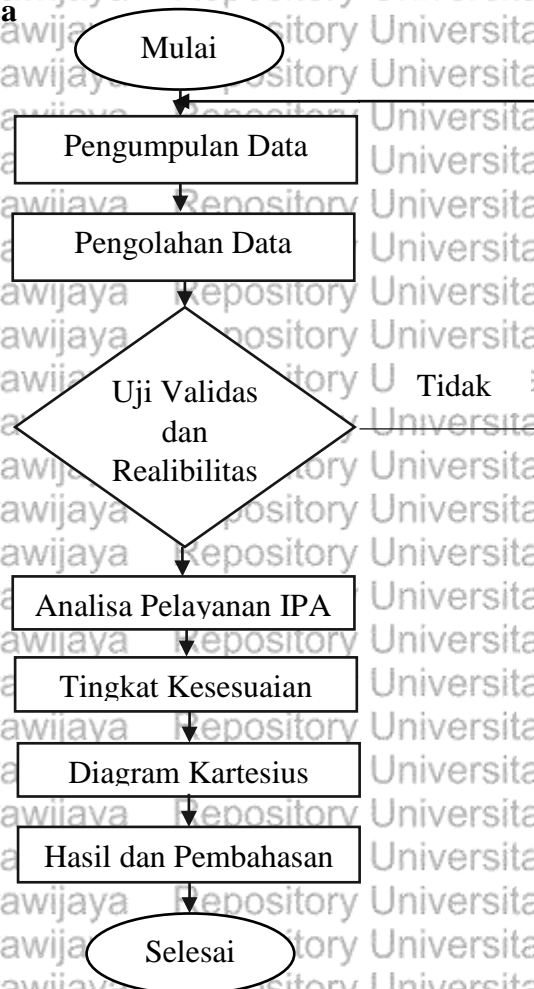 a
Mulai
Pengumpulan Data
Pengolahan Data
Uji Validas
dan
Realibilitas
Tidak
Analisa Pelayanan IPA
Tingkat Kesesuaian
Diagram Kartesius
Hasil dan Pembahasan
Selesai